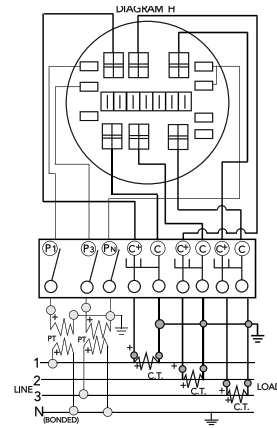 DIAGRAM H
P1 P3 PN C+ C C+ C C+ C
+ + +
PT PT
1
+
C.T.
2
+
C.T.
LINE
3
+
LOAD
N
C.T.
(BONDED)